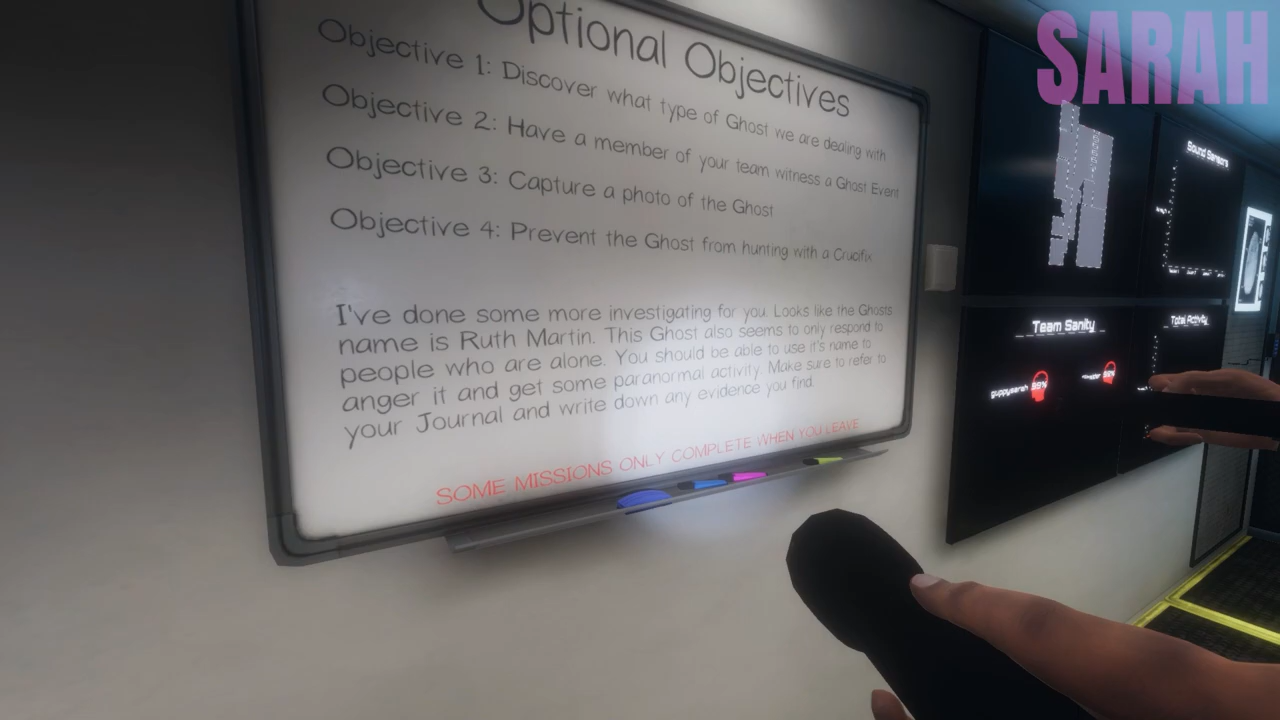 SARAH
Optional Objectives
Objective 1: Discover what type of Ghost we are dealing with
Objective 2: Have a member of your team witness a Ghost Event
Objective 3: Capture a photo of the Ghost
Objective 4: Prevent the Ghost from hunting with a Crucifix
I've done some more investigating for you. Looks like the Ghosts
name is Ruth Martin. This Ghost also seems to only respond to
people who are alone. You should be able to use it's name to
anger it and get some paranormal activity. Make sure to refer to
your Journal and write down any evidence you find.
SOME MISSIONS ONLY COMPLETE WHEN YOU LEAVE
Sound Sensors
Team Sanity
guppysarah
Total Activity